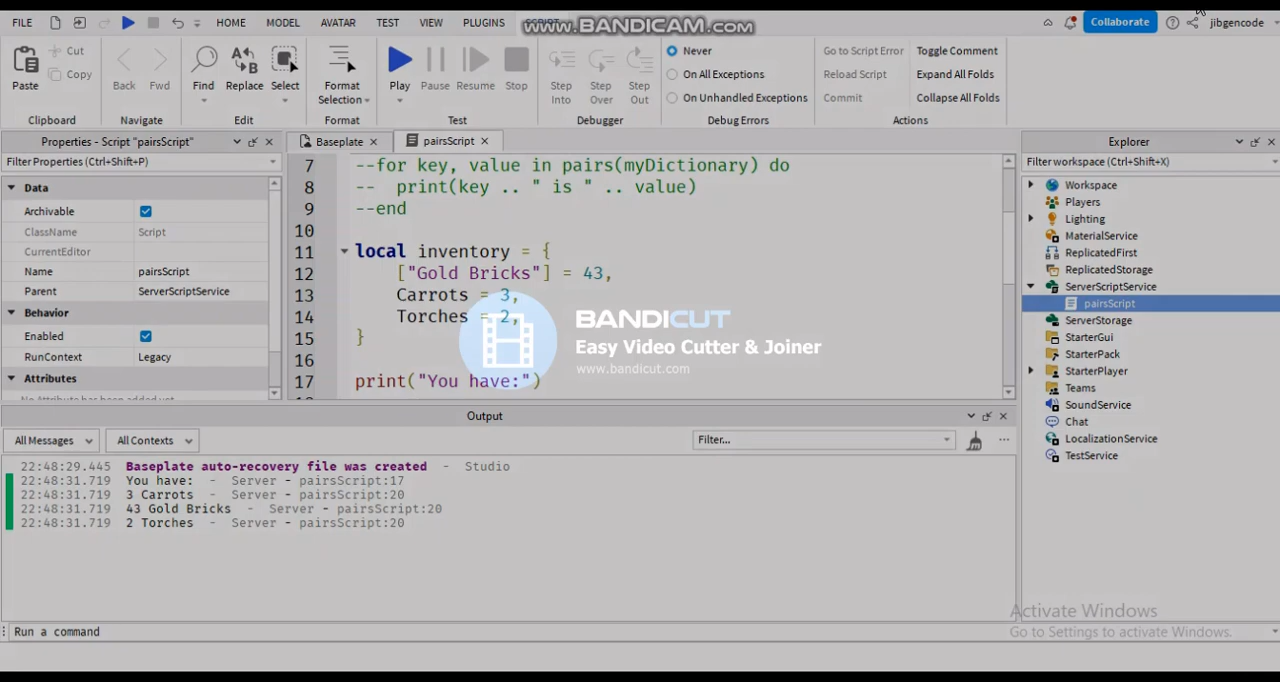 FILE HOME MODEL AVATAR TEST VIEW PLUGINS
www.BANDICAM.com
Collaborate jibgencode
Paste Cut Copy
Clipboard
Back Fwd
Navigate
Find Replace Select
Edit
Format Selection
Format
Play Pause Resume Stop
Test
Step Into Step Over Step Out
Debugger
Never
On All Exceptions
On Unhandled Exceptions
Debug Errors
Go to Script Error Toggle Comment
Reload Script Expand All Folds
Commit Collapse All Folds
Actions
Properties - Script "pairsScript"
Filter Properties (Ctrl+Shift+P)
Data
Archivable
ClassName Script
CurrentEditor
Name pairsScript
Parent ServerScriptService
Behavior
Enabled
RunContext Legacy
Attributes
Baseplate × pairsScript ×
7 --for key, value in pairs(myDictionary) do
8 -- print(key .. " is " .. value)
9 --end
10
11 local inventory = {
12 ["Gold Bricks"] = 43,
13 Carrots = 3,
14 Torches = 2,
15 }
16
17 print("You have:")
BANDICUT
Easy Video Cutter & Joiner
www.bandicut.com
Explorer
Filter workspace (Ctrl+Shift+X)
Workspace
Players
Lighting
MaterialService
ReplicatedFirst
ReplicatedStorage
ServerScriptService
pairsScript
ServerStorage
StarterGui
StarterPack
StarterPlayer
Teams
SoundService
Chat
LocalizationService
TestService
Output
All Messages All Contexts Filter... ...
22:48:29.445 Baseplate auto-recovery file was created - Studio
22:48:31.719 You have: - Server - pairsScript:17
22:48:31.719 3 Carrots - Server - pairsScript:20
22:48:31.719 43 Gold Bricks - Server - pairsScript:20
22:48:31.719 2 Torches - Server - pairsScript:20
Run a command
Activate Windows
Go to Settings to activate Windows.